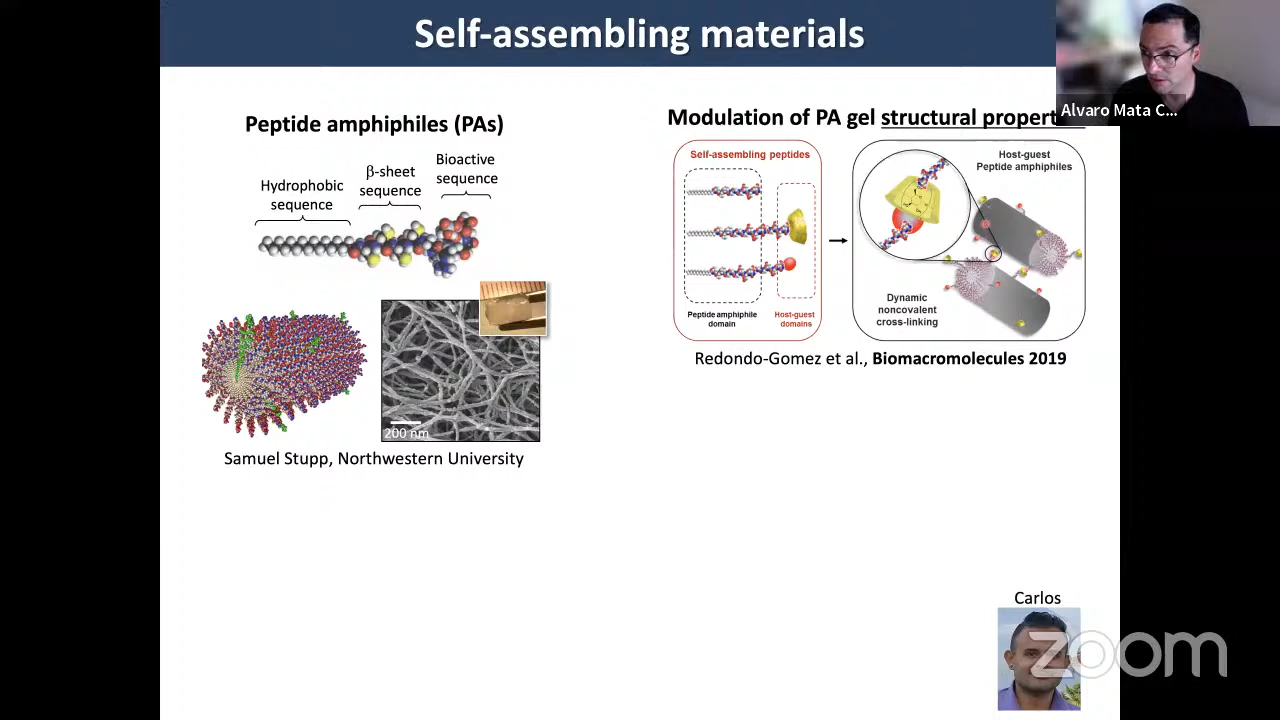 Self-assembling materials
Alvaro Mata C...
Peptide amphiphiles (PAs)
Hydrophobic
sequence
β-sheet
sequence
Bioactive
sequence
200 nm
Samuel Stupp, Northwestern University
Modulation of PA gel structural propert
Self-assembling peptides
Peptide amphiphile
domain
Host-guest
domains
Host-guest
Peptide amphiphiles
Dynamic
noncovalent
cross-linking
Redondo-Gomez et al., Biomacromolecules 2019
Carlos
zoom